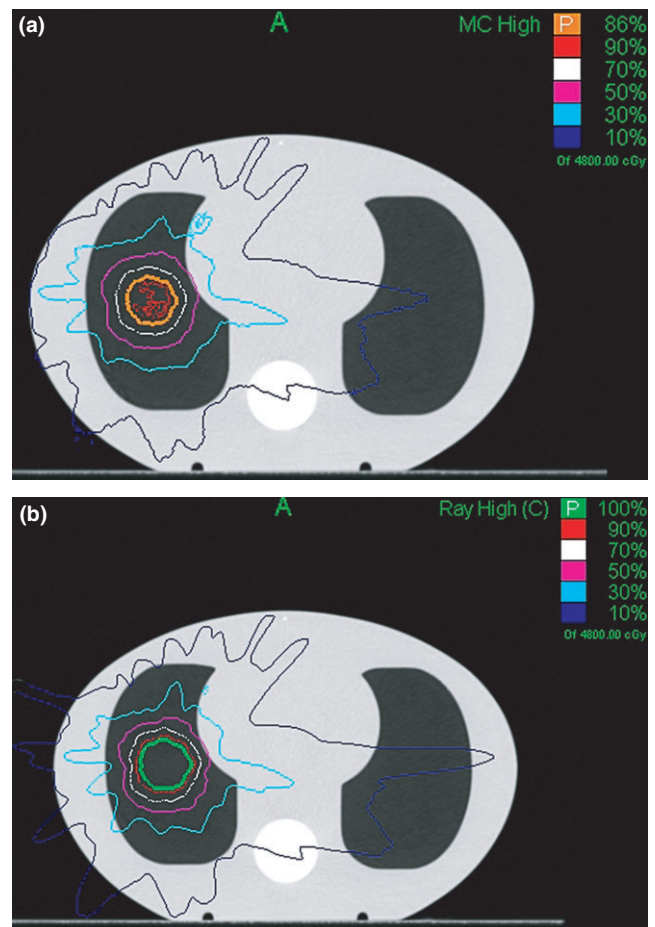 (a)
A
MC High
P 86%
90%
70%
50%
30%
10%
Of 4800.00 cGy
(b)
A
Ray High (C)
P 100%
90%
70%
50%
30%
10%
Of 4800.00 cGy